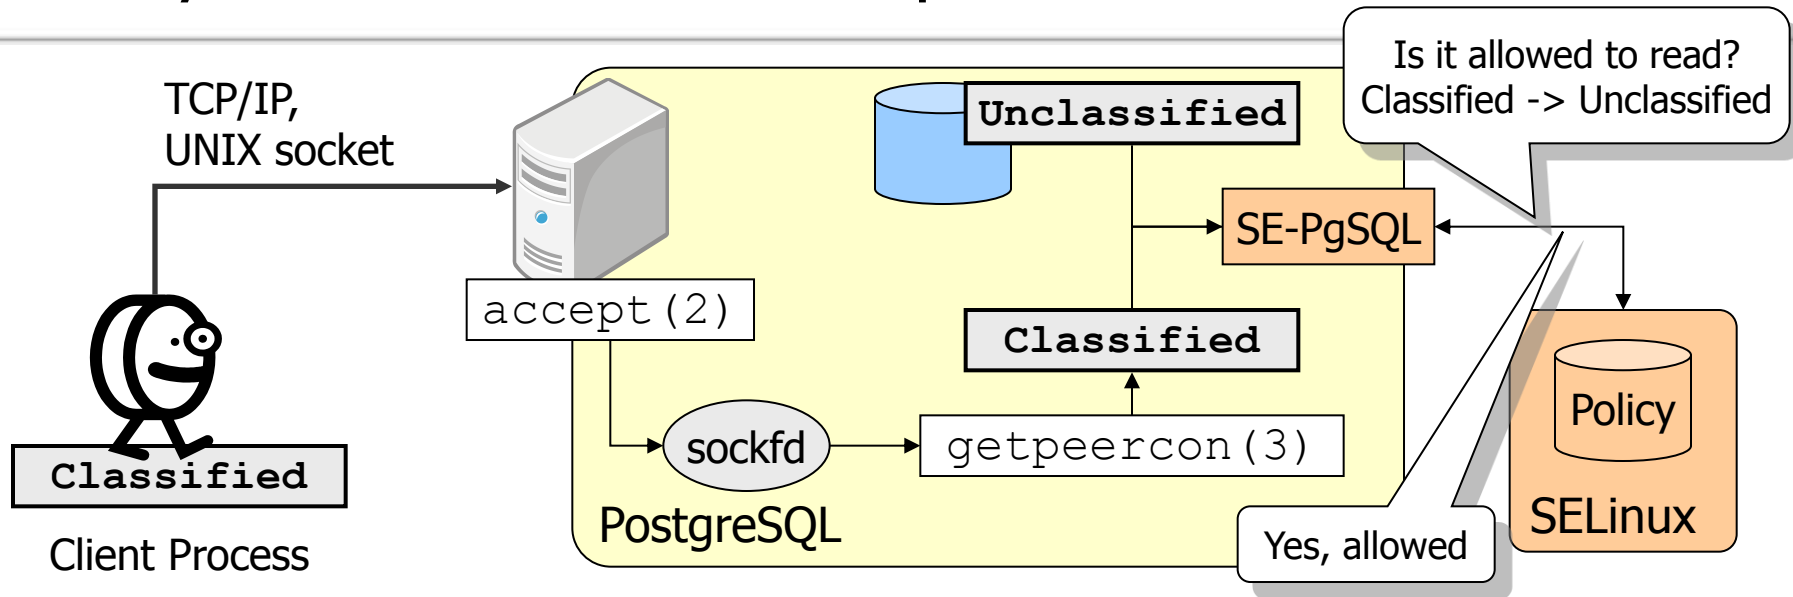 Is it allowed to read?
Classified -> Unclassified
TCP/IP,
UNIX socket
Unclassified
SE-PgSQL
accept(2)
Classified
Policy
sockfd
getpeercon(3)
Classified
PostgreSQL
SELinux
Yes, allowed
Client Process